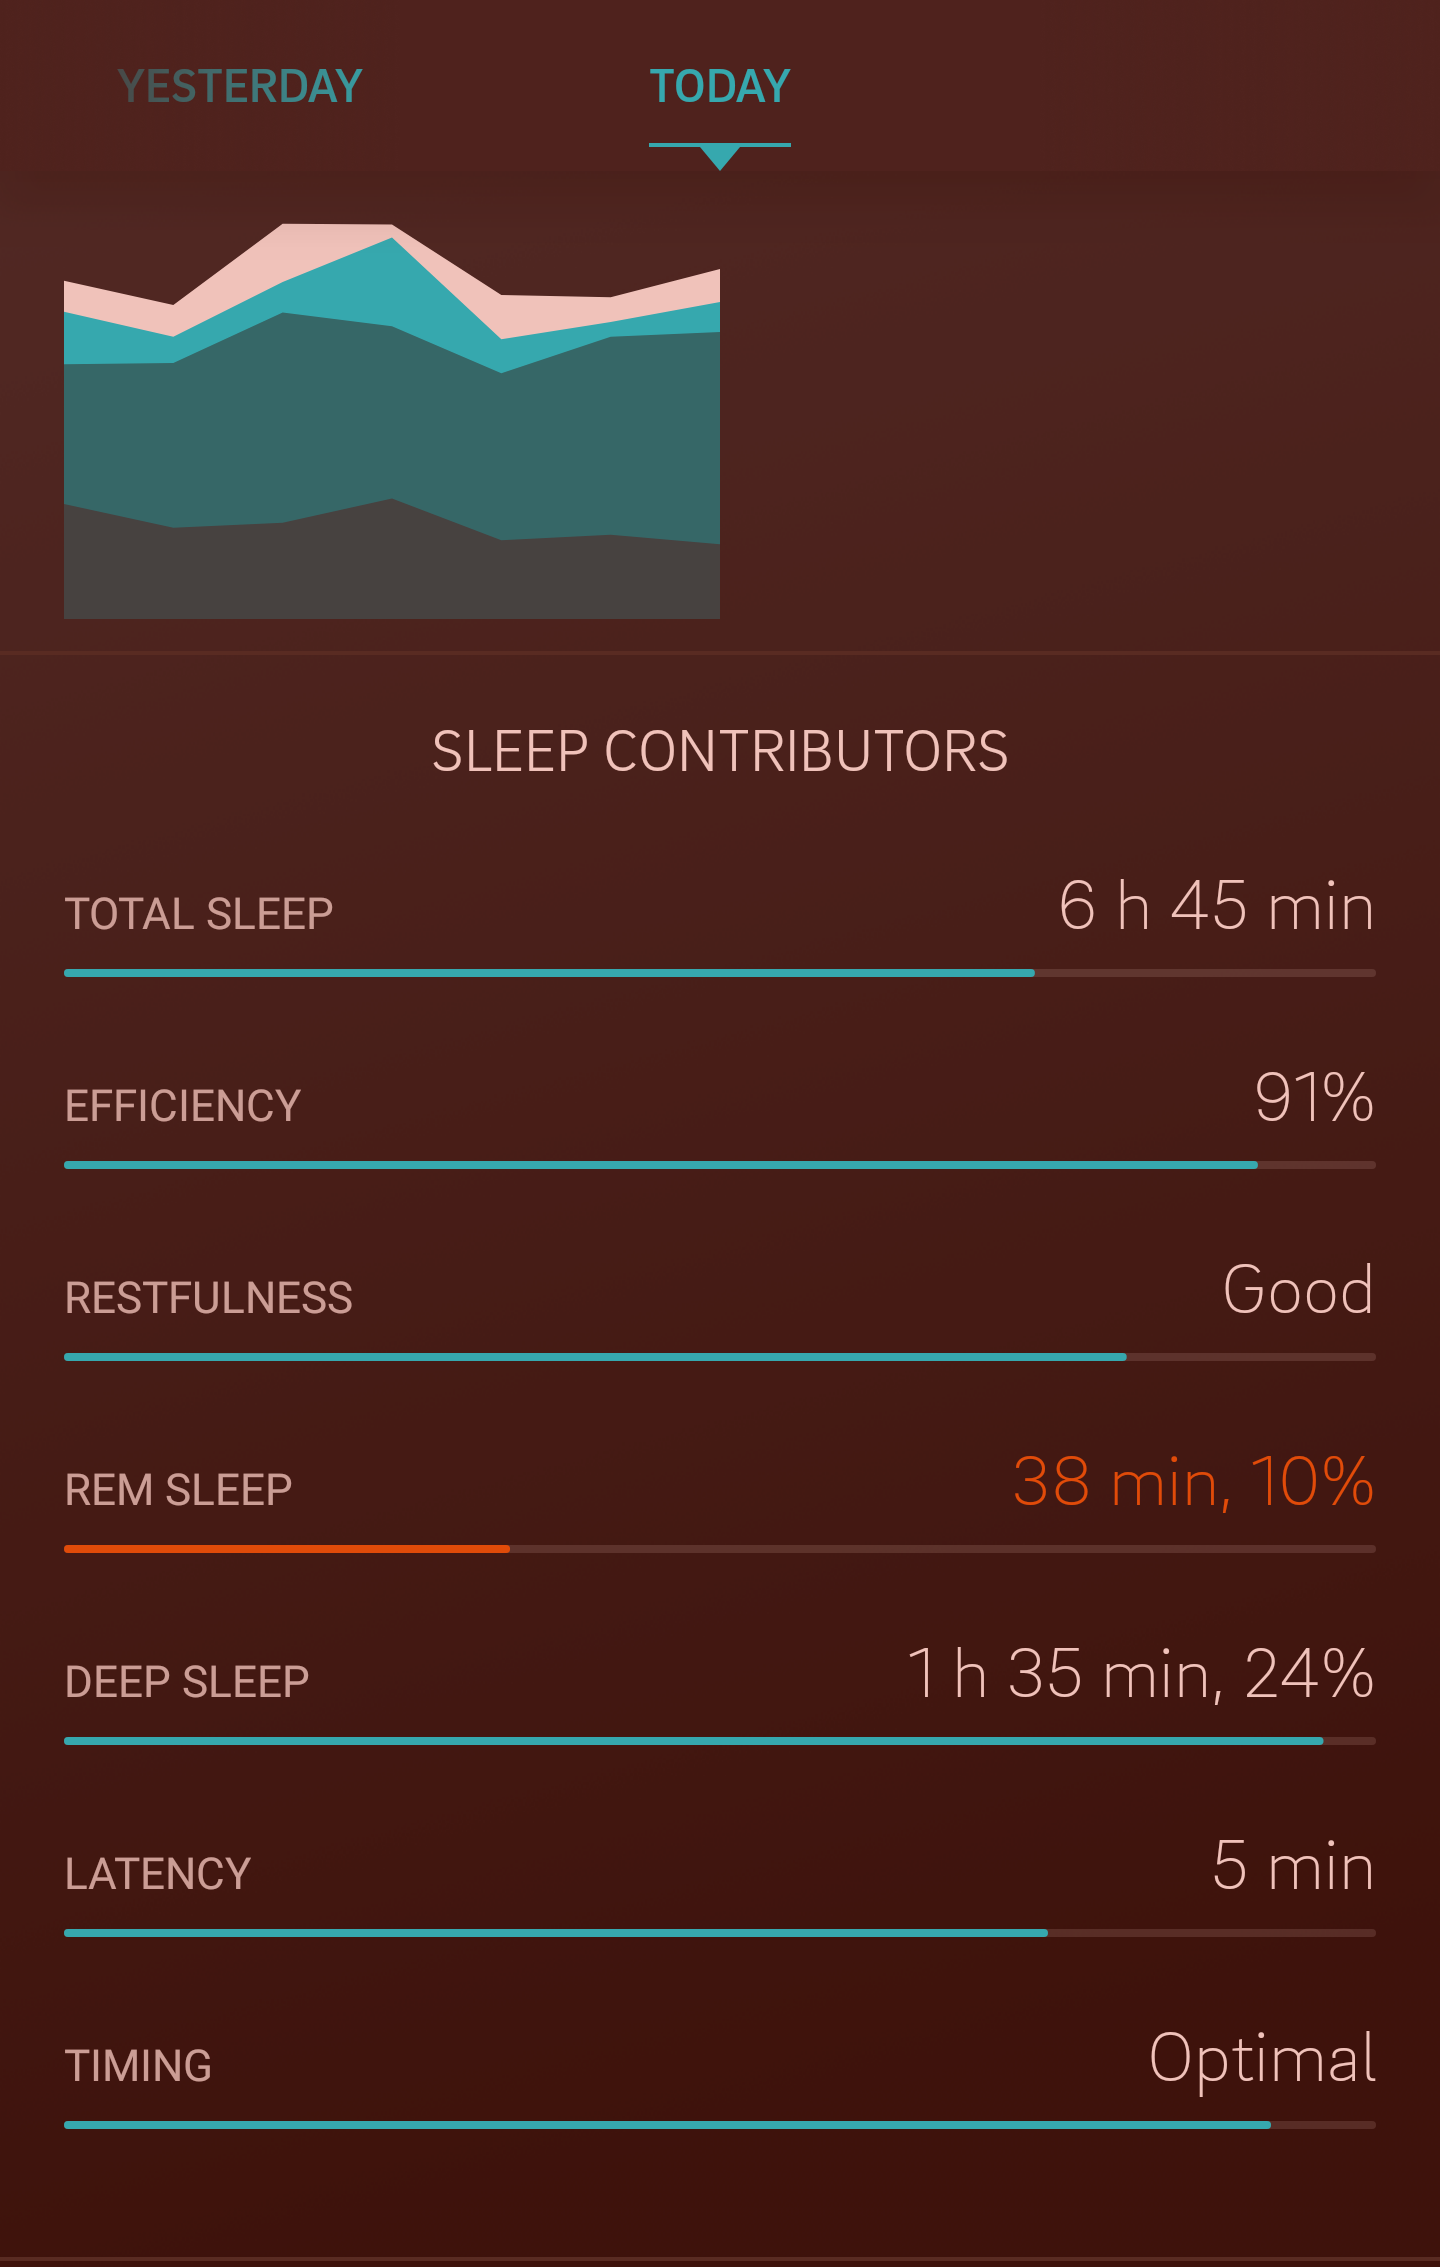 YESTERDAY TODAY
SLEEP CONTRIBUTORS
TOTAL SLEEP 6 h 45 min
EFFICIENCY 91%
RESTFULNESS Good
REM SLEEP 38 min, 10%
DEEP SLEEP 1 h 35 min, 24%
LATENCY 5 min
TIMING Optimal